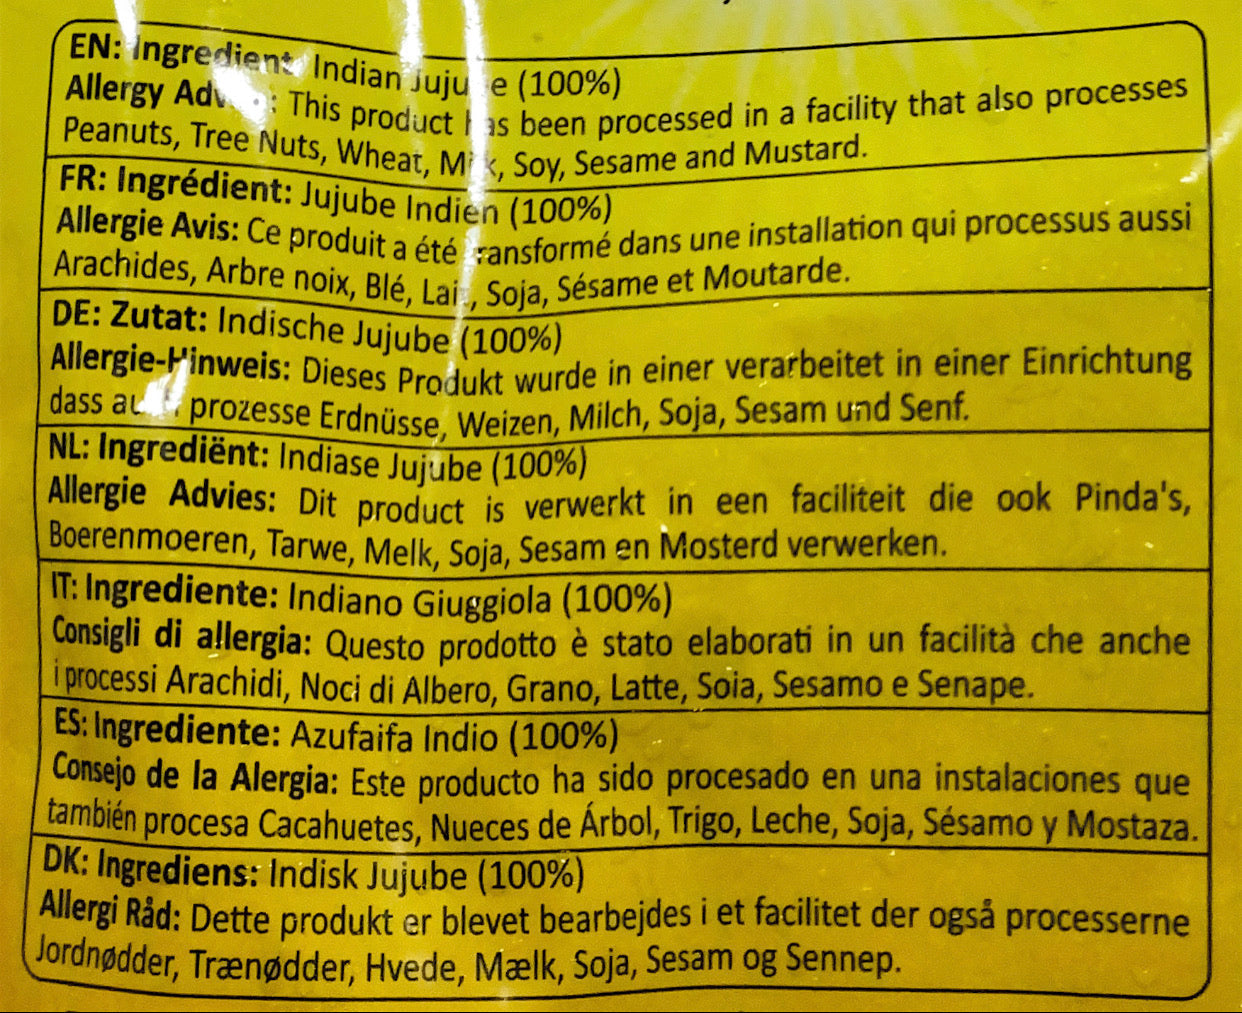 EN: Ingredient: Indian Jujube (100%)
Allergy Advice: This product has been processed in a facility that also processes
Peanuts, Tree Nuts, Wheat, Milk, Soy, Sesame and Mustard.
FR: Ingrédient: Jujube Indien (100%)
Allergie Avis: Ce produit a été transformé dans une installation qui processus aussi
Arachides, Arbre noix, Blé, Lait, Soja, Sésame et Moutarde.
DE: Zutat: Indische Jujube (100%)
Allergie-Hinweis: Dieses Produkt wurde in einer verarbeitet in einer Einrichtung
dass auch prozesse Erdnüsse, Weizen, Milch, Soja, Sesam und Senf.
NL: Ingrediënt: Indiase Jujube (100%)
Allergie Advies: Dit product is verwerkt in een faciliteit die ook Pinda's,
Boerenmoeren, Tarwe, Melk, Soja, Sesam en Mosterd verwerken.
IT: Ingrediente: Indiano Giuggiola (100%)
Consigli di allergia: Questo prodotto è stato elaborati in un facilità che anche
i processi Arachidi, Noci di Albero, Grano, Latte, Soia, Sesamo e Senape.
ES: Ingrediente: Azufaifa Indio (100%)
Consejo de la Alergia: Este producto ha sido procesado en una instalaciones que
también procesa Cacahuetes, Nueces de Árbol, Trigo, Leche, Soja, Sésamo y Mostaza.
DK: Ingrediens: Indisk Jujube (100%)
Allergi Råd: Dette produkt er blevet bearbejdes i et facilitet der også processerne
Jordnødder, Trænødder, Hvede, Mælk, Soja, Sesam og Sennep.